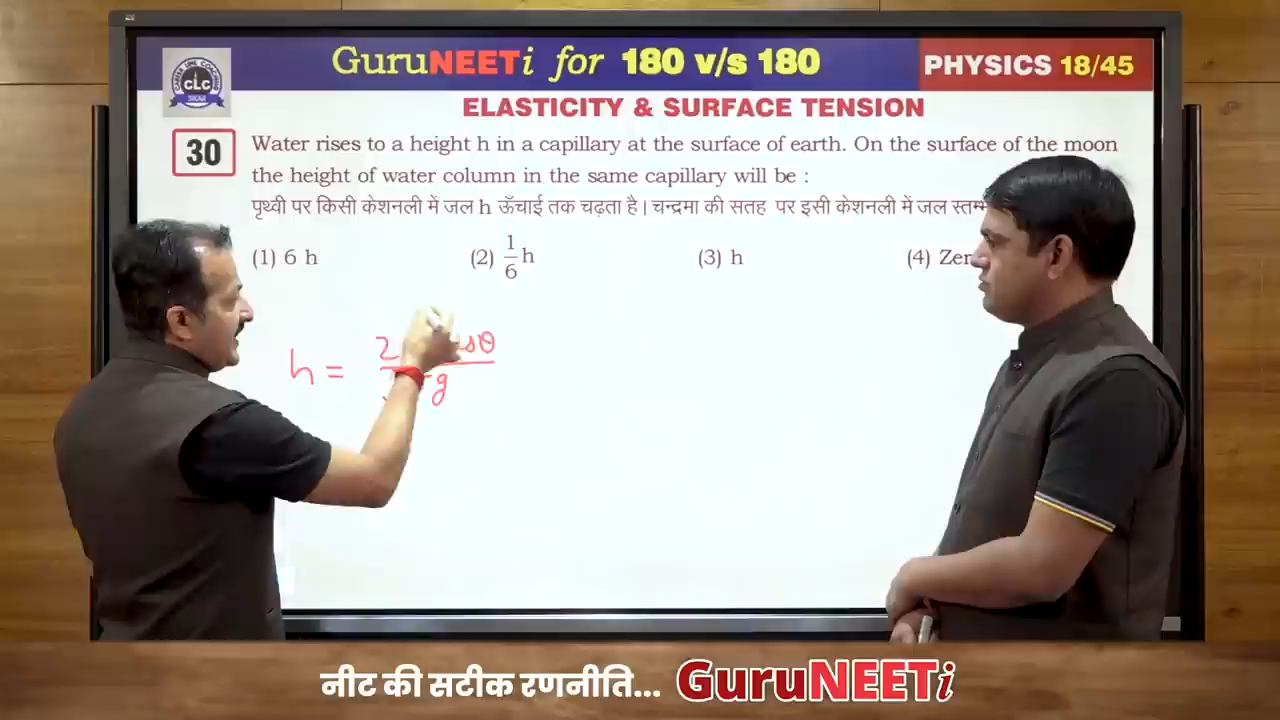 GuruNEETi for 180 v/s 180
PHYSICS 18/45
CLC
SIKAR
ELASTICITY & SURFACE TENSION
30
Water rises to a height h in a capillary at the surface of earth. On the surface of the moon
the height of water column in the same capillary will be :
पृथ्वी पर किसी केशनली में जल h ऊँचाई तक चढ़ता है। चन्द्रमा की सतह पर इसी केशनली में जल
(1) 6 h
(2) 1/6 h
(3) h
(4)
h = 2 θ
g
नीट की सटीक रणनीति... GuruNEETi